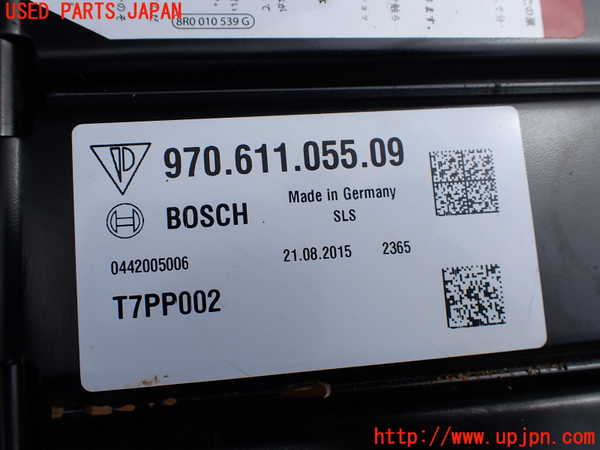 USED PARTS JAPAN
8R0 010 539 G
970.611.055.09
BOSCH
Made in Germany
SLS
0442005006
21.08.2015 2365
T7PP002
http://www.upjpn.com/